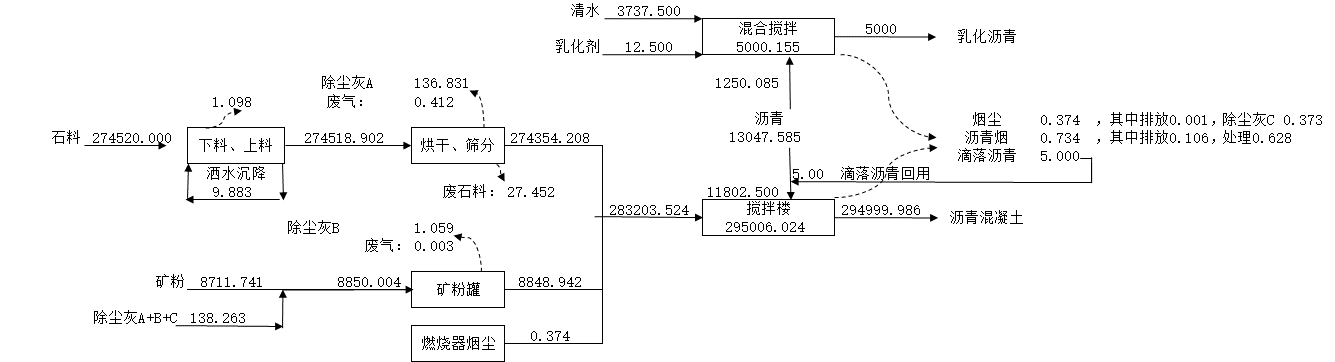 清水 3737.500
混合搅拌
5000.155
5000 乳化沥青
乳化剂 12.500
除尘灰A 136.831
废气： 0.412
1250.085
1.098
沥青
13047.585
烟尘 0.374 ，其中排放0.001，除尘灰C 0.373
沥青烟 0.734 ，其中排放0.106，处理0.628
滴落沥青 5.000
石料 274520.000
下料、上料
274518.902
烘干、筛分
274354.208
洒水沉降
9.883
5.00 滴落沥青回用
废石料：27.452
11802.500
搅拌楼
295006.024
283203.524
294999.986 沥青混凝土
除尘灰B 1.059
废气： 0.003
矿粉 8711.741
8850.004
矿粉罐
8848.942
除尘灰A+B+C 138.263
燃烧器烟尘
0.374